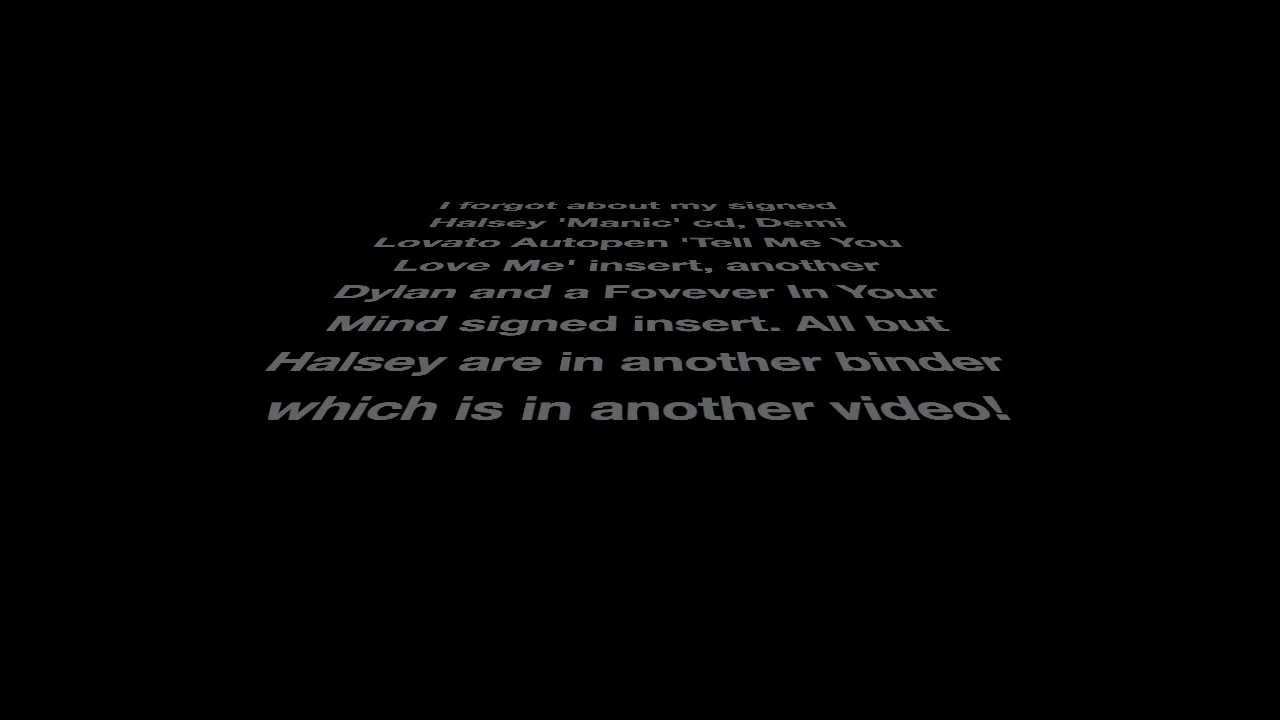 I forgot about my signed
Halsey 'Manic' cd, Demi
Lovato Autopen 'Tell Me You
Love Me' insert, another
Dylan and a Fovever In Your
Mind signed insert. All but
Halsey are in another binder
which is in another video!